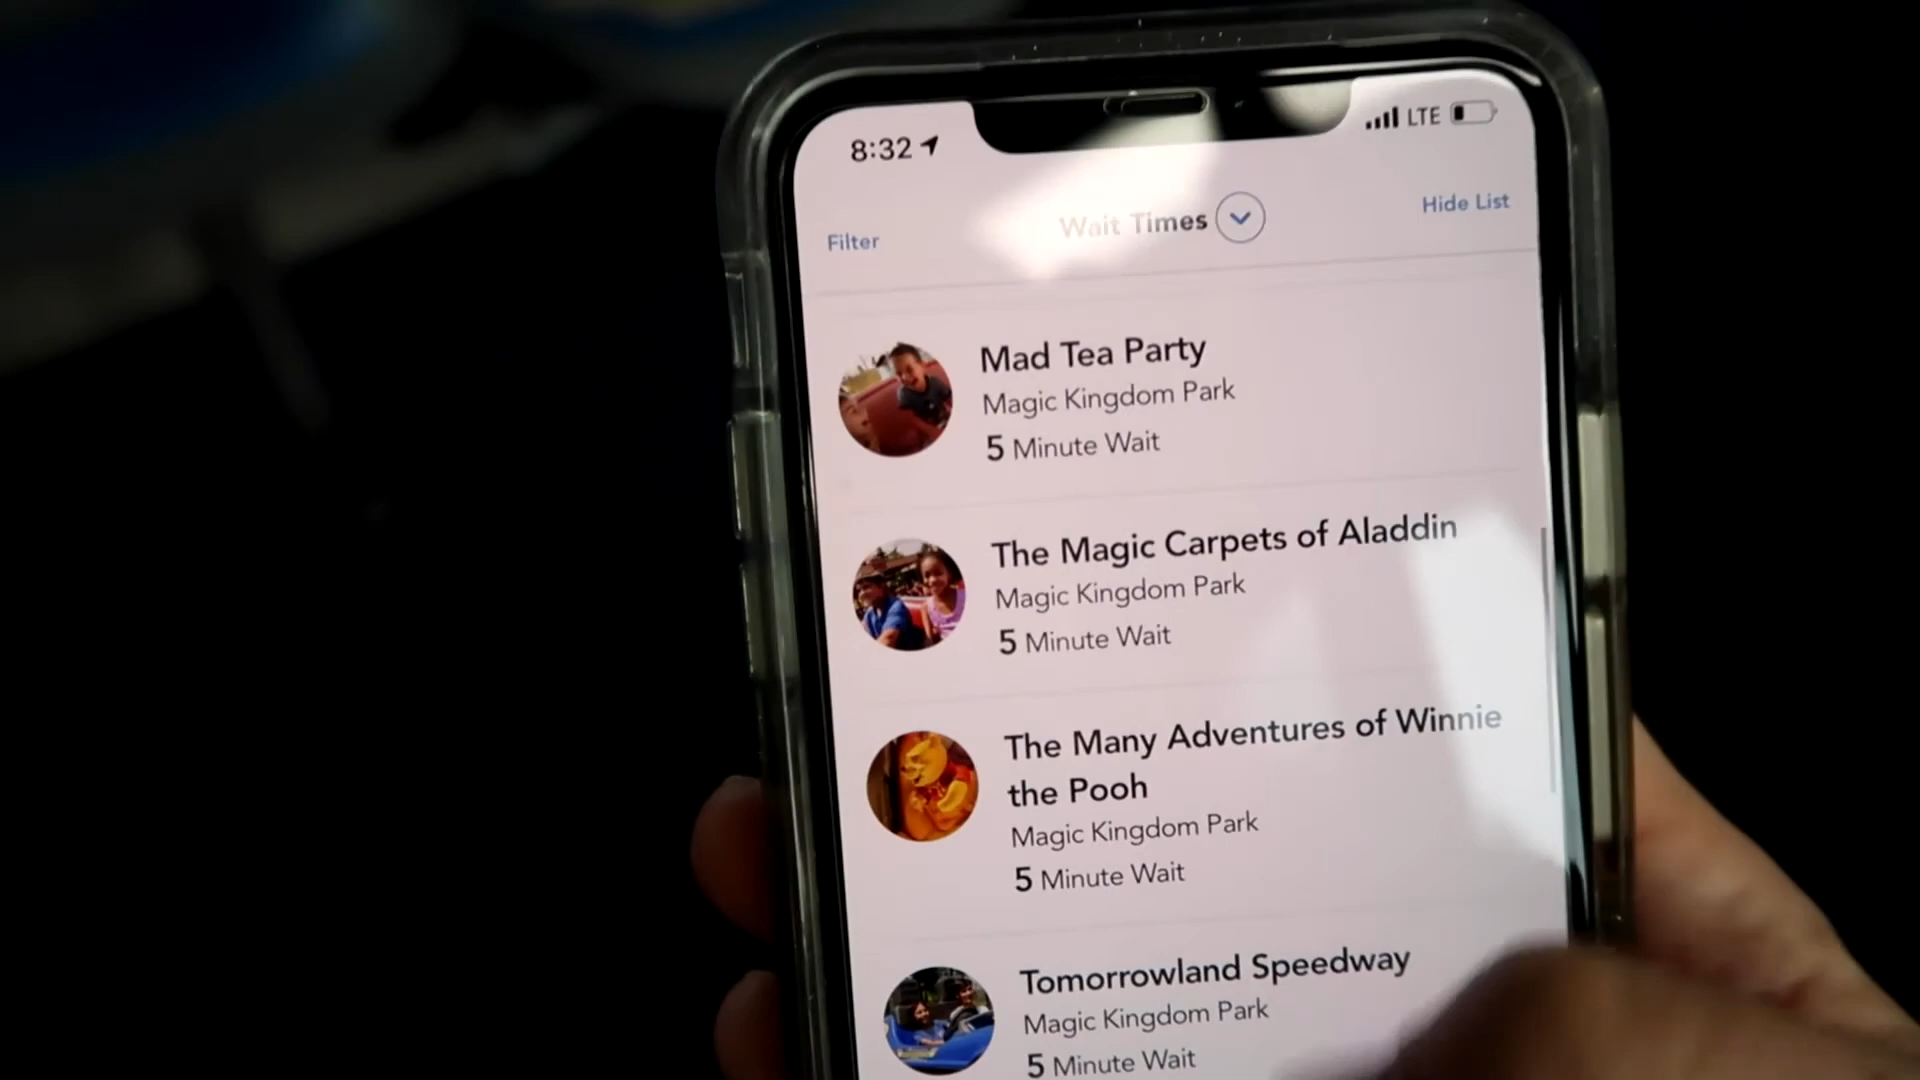 8:32
LTE
Filter
Wait Times
Hide List
Mad Tea Party
Magic Kingdom Park
5 Minute Wait
The Magic Carpets of Aladdin
Magic Kingdom Park
5 Minute Wait
The Many Adventures of Winnie
the Pooh
Magic Kingdom Park
5 Minute Wait
Tomorrowland Speedway
Magic Kingdom Park
5 Minute Wait